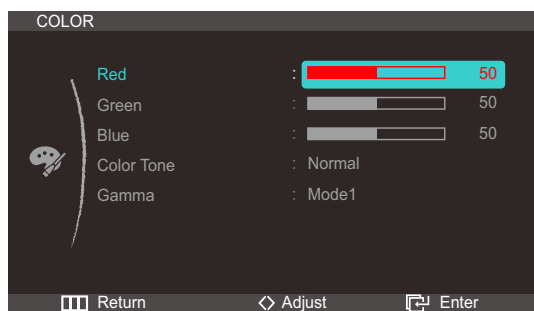 COLOR
Red : 50
Green : 50
Blue : 50
Color Tone : Normal
Gamma : Mode1
Return Adjust Enter